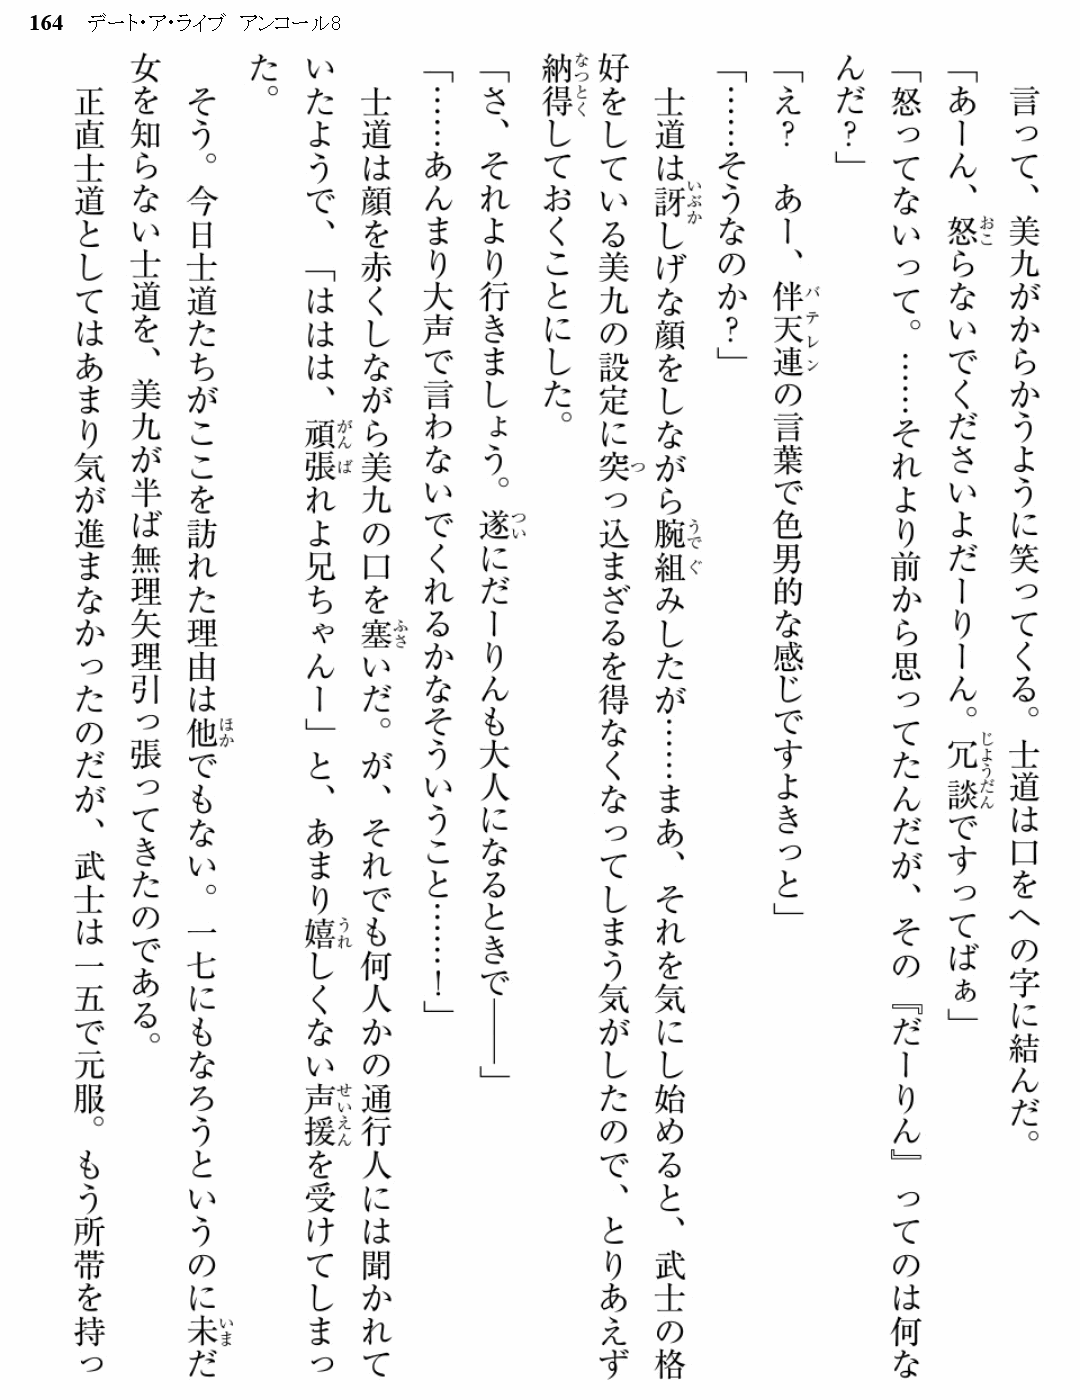 164 デート・ア・ライブ アンコール8
言って、美九がからかうように笑ってくる。士道は口をへの字に結んだ。
「あーん、怒らないでくださいよだーりーん。冗談ですってばぁ」
「怒ってないって。……それより前から思ってたんだが、その『だーりん』ってのは何な
んだ？」
「え？　あー、伴天連の言葉で色男的な感じですよきっと」
「……そうなのか？」
士道は訝しげな顔をしながら腕組みしたが……まあ、それを気にし始めると、武士の格
好をしている美九の設定に突っ込まざるを得なくなってしまう気がしたので、とりあえず
納得しておくことにした。
「さ、それより行きましょう。遂にだーりんも大人になるときで――」
「……あんまり大声で言わないでくれるかなそういうこと……！」
士道は顔を赤くしながら美九の口を塞いだ。が、それでも何人かの通行人には聞かれて
いたようで、「ははは、頑張れよ兄ちゃんー」と、あまり嬉しくない声援を受けてしまっ
た。
そう。今日士道たちがここを訪れた理由は他でもない。一七にもなろうというのに未だ
女を知らない士道を、美九が半ば無理矢理引っ張ってきたのである。
正直士道としてはあまり気が進まなかったのだが、武士は一五で元服。もう所帯を持っ